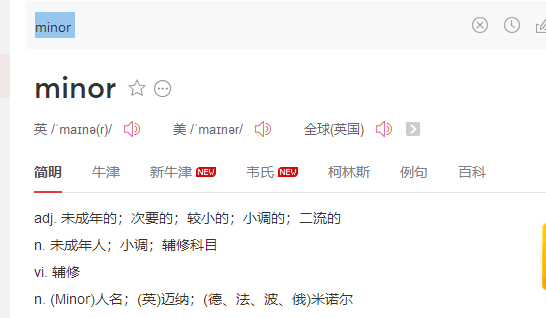 minor
minor
英 /ˈmaɪnə(r)/ 美 /ˈmaɪnər/ 全球(英国)
简明 牛津 新牛津 NEW 韦氏 NEW 柯林斯 例句 百科
adj. 未成年的；次要的；较小的；小调的；二流的
n. 未成年人；小调；辅修科目
vi. 辅修
n. (Minor)人名；(英)迈纳；(德、法、波、俄)米诺尔